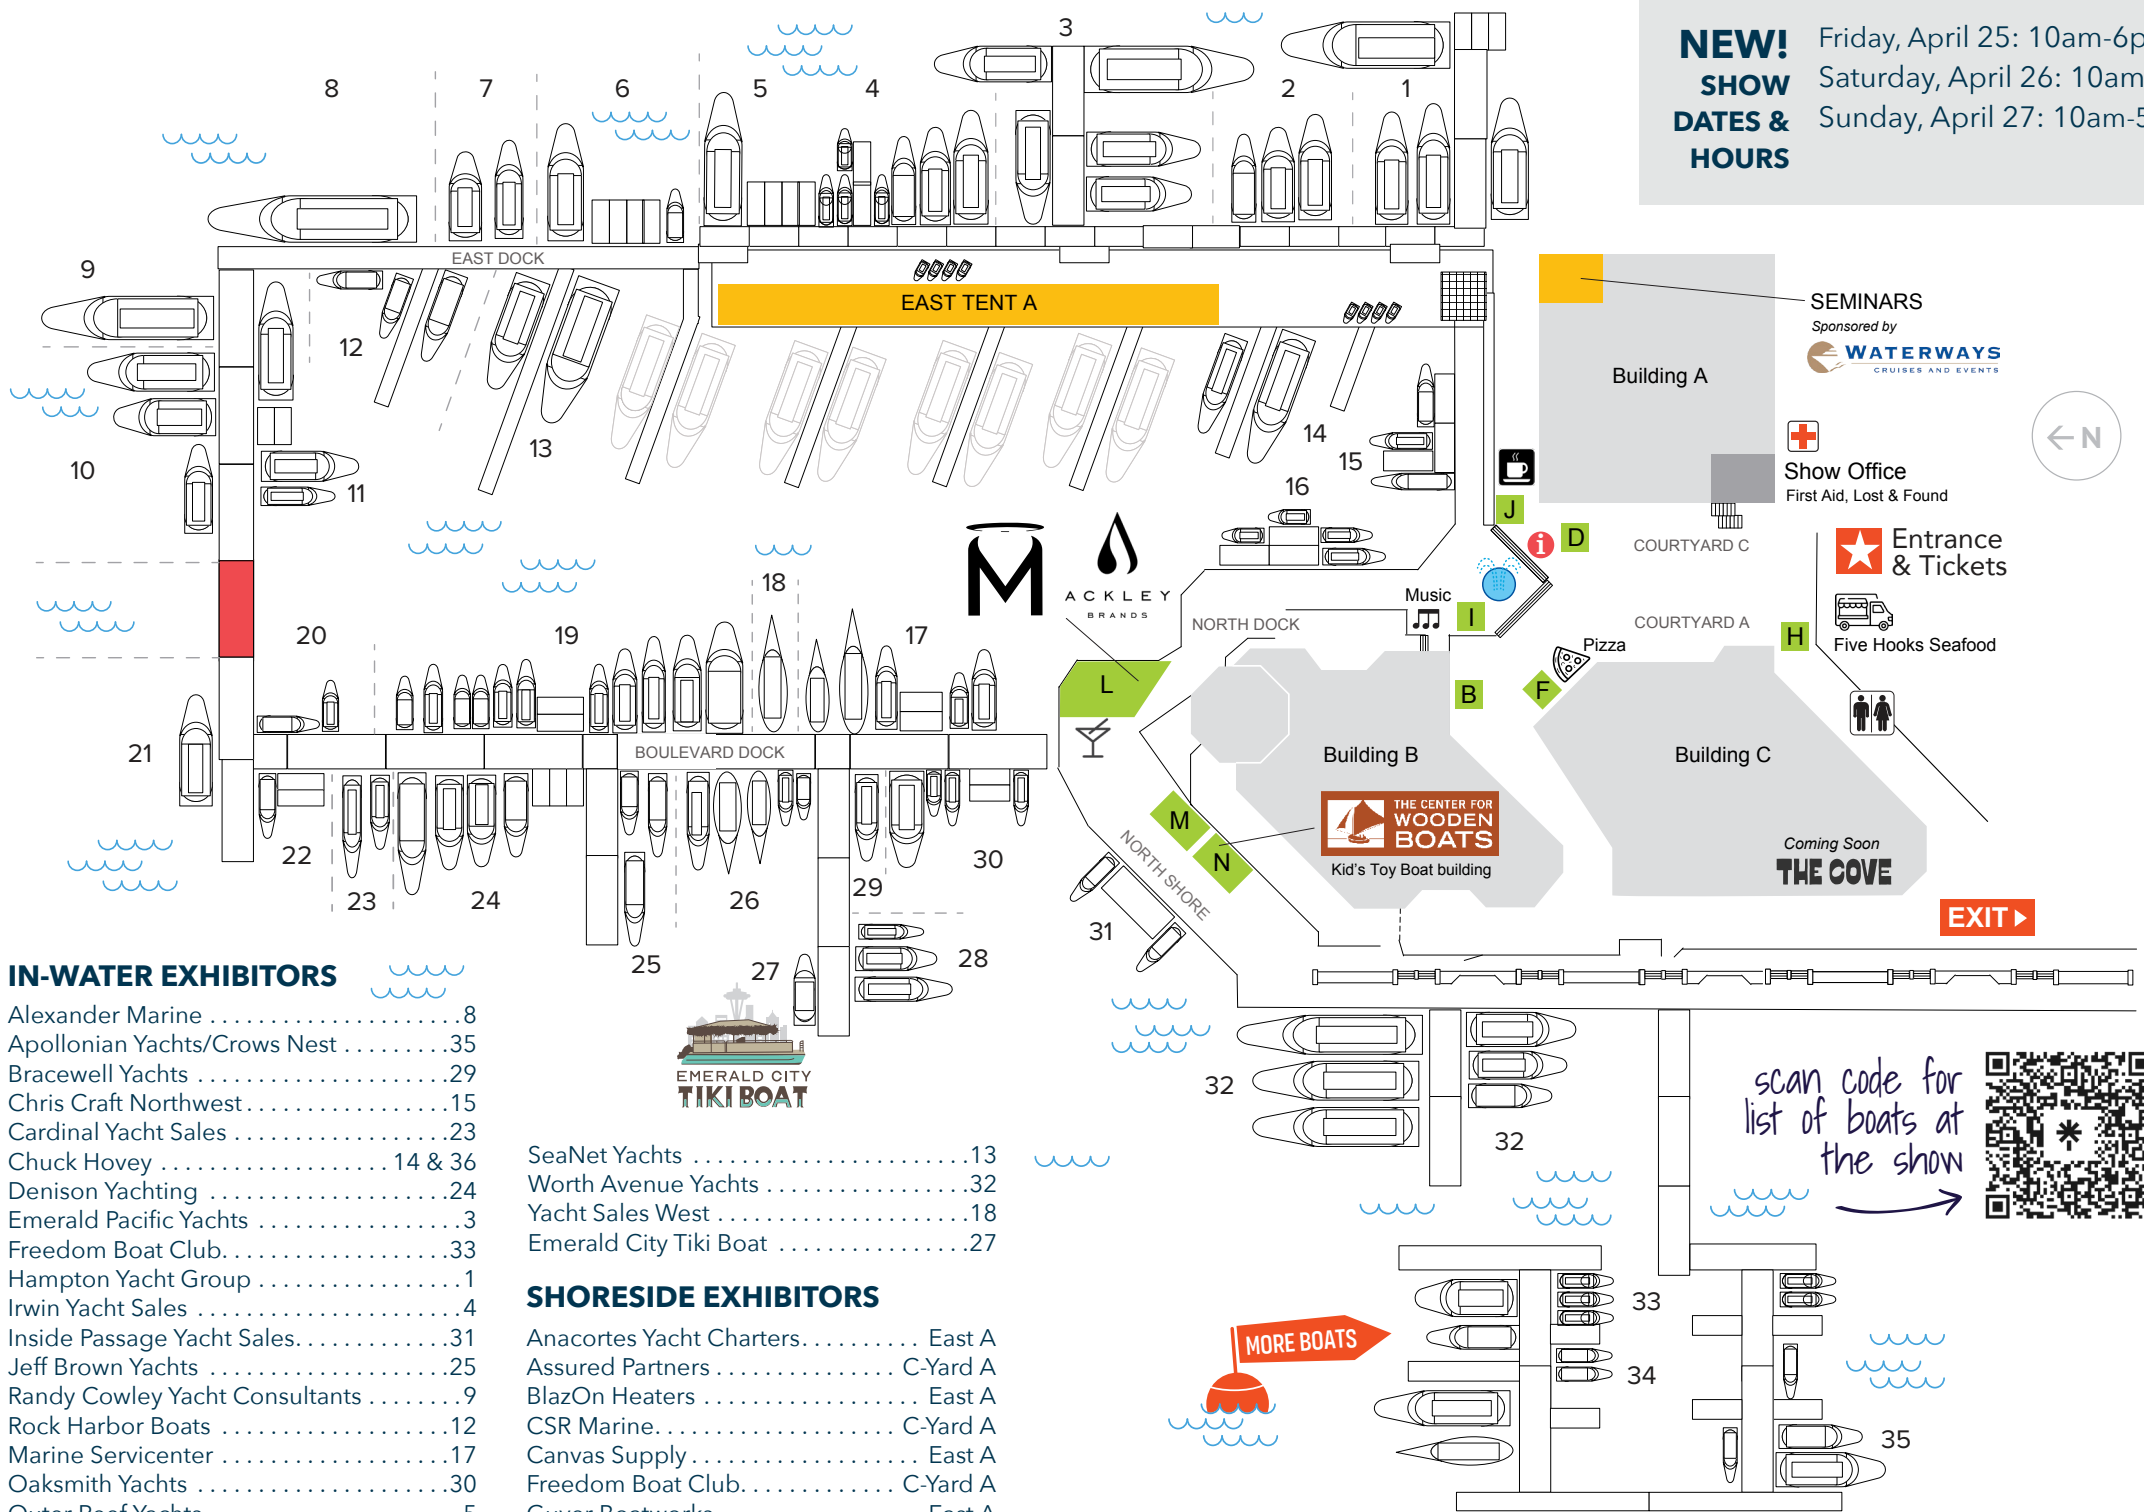 NEW!
SHOW
DATES &
HOURS
Friday, April 25: 10am-6p
Saturday, April 26: 10am
Sunday, April 27: 10am-5
3
8
7
6
5
4
2
1
9
EAST DOCK
EAST TENT A
SEMINARS
Sponsored by
WATERWAYS
CRUISES AND EVENTS
12
Building A
N
13
14
10
15
11
16
Show Office
First Aid, Lost & Found
J
i
D
COURTYARD C
Entrance
& Tickets
M
ACKLEY
BRANDS
18
Music
I
20
19
17
NORTH DOCK
COURTYARD A
H
Pizza
Five Hooks Seafood
L
B
F
21
BOULEVARD DOCK
Building B
Building C
THE CENTER FOR
WOODEN
BOATS
Kid's Toy Boat building
M
N
NORTH SHORE
Coming Soon
THE COVE
22
23
24
26
29
30
31
EXIT
25
27
28
EMERALD CITY
TIKI BOAT
32
32
scan code for
list of boats at
the show
MORE BOATS
33
34
35
IN-WATER EXHIBITORS
Alexander Marine . . . . . . . . . . . . . . . . . . . . .8
Apollonian Yachts/Crows Nest . . . . . . . . .35
Bracewell Yachts . . . . . . . . . . . . . . . . . . . . .29
Chris Craft Northwest . . . . . . . . . . . . . . . . .15
Cardinal Yacht Sales . . . . . . . . . . . . . . . . . .23
Chuck Hovey . . . . . . . . . . . . . . . . . . . 14 & 36
Denison Yachting . . . . . . . . . . . . . . . . . . . .24
Emerald Pacific Yachts . . . . . . . . . . . . . . . . .3
Freedom Boat Club. . . . . . . . . . . . . . . . . . .33
Hampton Yacht Group . . . . . . . . . . . . . . . . .1
Irwin Yacht Sales . . . . . . . . . . . . . . . . . . . . . .4
Inside Passage Yacht Sales. . . . . . . . . . . . .31
Jeff Brown Yachts . . . . . . . . . . . . . . . . . . . .25
Randy Cowley Yacht Consultants . . . . . . . .9
Rock Harbor Boats . . . . . . . . . . . . . . . . . . .12
Marine Servicenter . . . . . . . . . . . . . . . . . . .17
Oaksmith Yachts . . . . . . . . . . . . . . . . . . . . .30
Outer Reef Yachts . . . . . . . . . . . . . . . . . . . . .5
SeaNet Yachts . . . . . . . . . . . . . . . . . . . . . . .13
Worth Avenue Yachts . . . . . . . . . . . . . . . . .32
Yacht Sales West . . . . . . . . . . . . . . . . . . . . .18
Emerald City Tiki Boat . . . . . . . . . . . . . . . .27
SHORESIDE EXHIBITORS
Anacortes Yacht Charters. . . . . . . . . . East A
Assured Partners . . . . . . . . . . . . . . . C-Yard A
BlazOn Heaters . . . . . . . . . . . . . . . . . . . East A
CSR Marine. . . . . . . . . . . . . . . . . . . . C-Yard A
Canvas Supply . . . . . . . . . . . . . . . . . . . East A
Freedom Boat Club. . . . . . . . . . . . . C-Yard A